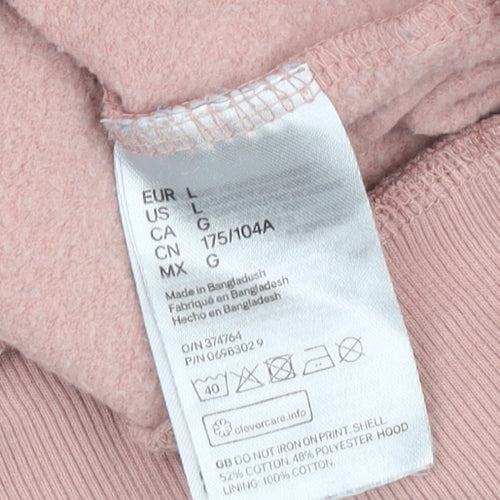 EUR L
US L
CA G
CN 175/104A
MX G
Made in Bangladesh
Fabriqué en Bangladesh
Hecho en Bangladesh
O/N 374764
P/N 0698302 9
40
clevercare.info
GB DO NOT IRON ON PRINT. SHELL
52% COTTON. 48% POLYESTER. HOOD
LINING: 100% COTTON.